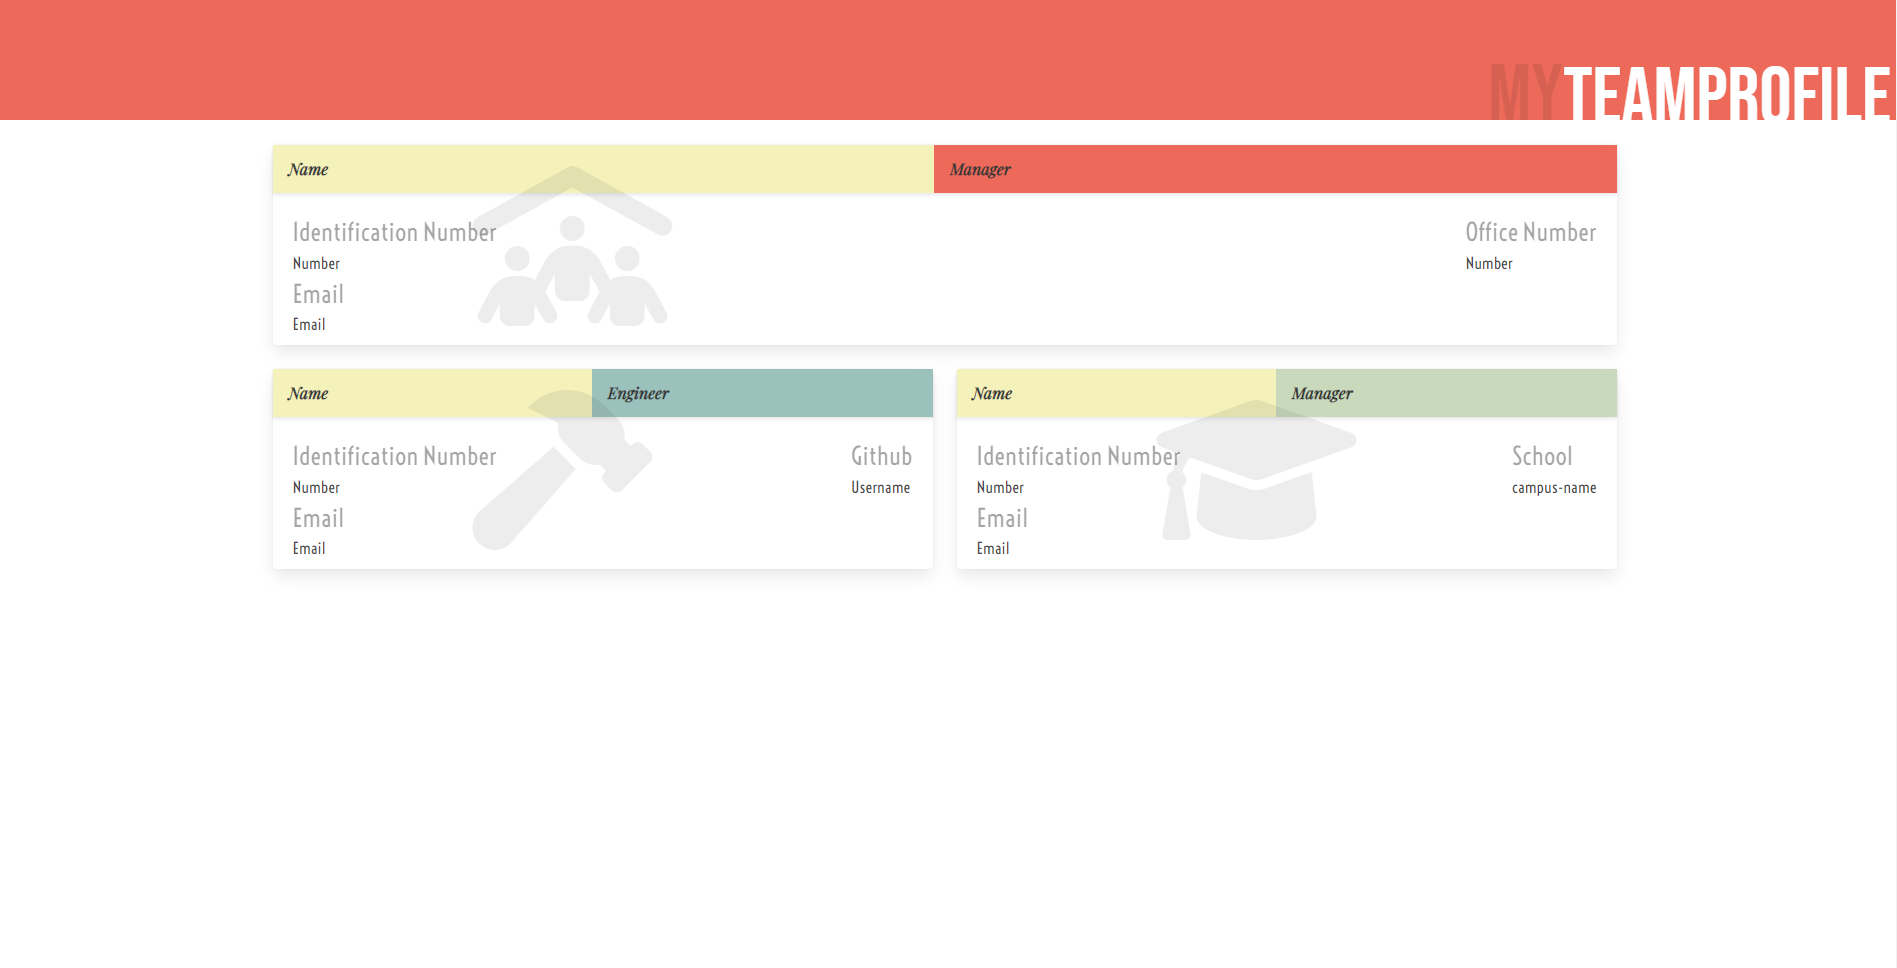 MYTEAMPROFILE
Name
Manager
Identification Number
Number
Email
Email
Office Number
Number
Name
Engineer
Identification Number
Number
Email
Email
Github
Username
Name
Manager
Identification Number
Number
Email
Email
School
campus-name